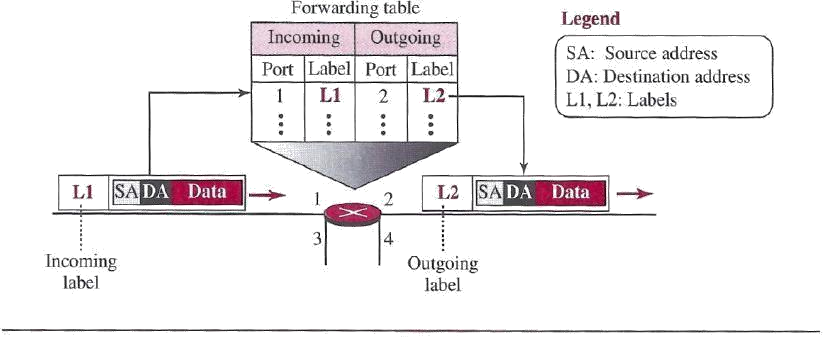 Forwarding table
Incoming Outgoing
Port Label Port Label
1 L1 2 L2
Legend
SA: Source address
DA: Destination address
L1, L2: Labels
L1 SA DA Data
1 2
3 4
L2 SA DA Data
Incoming
label
Outgoing
label